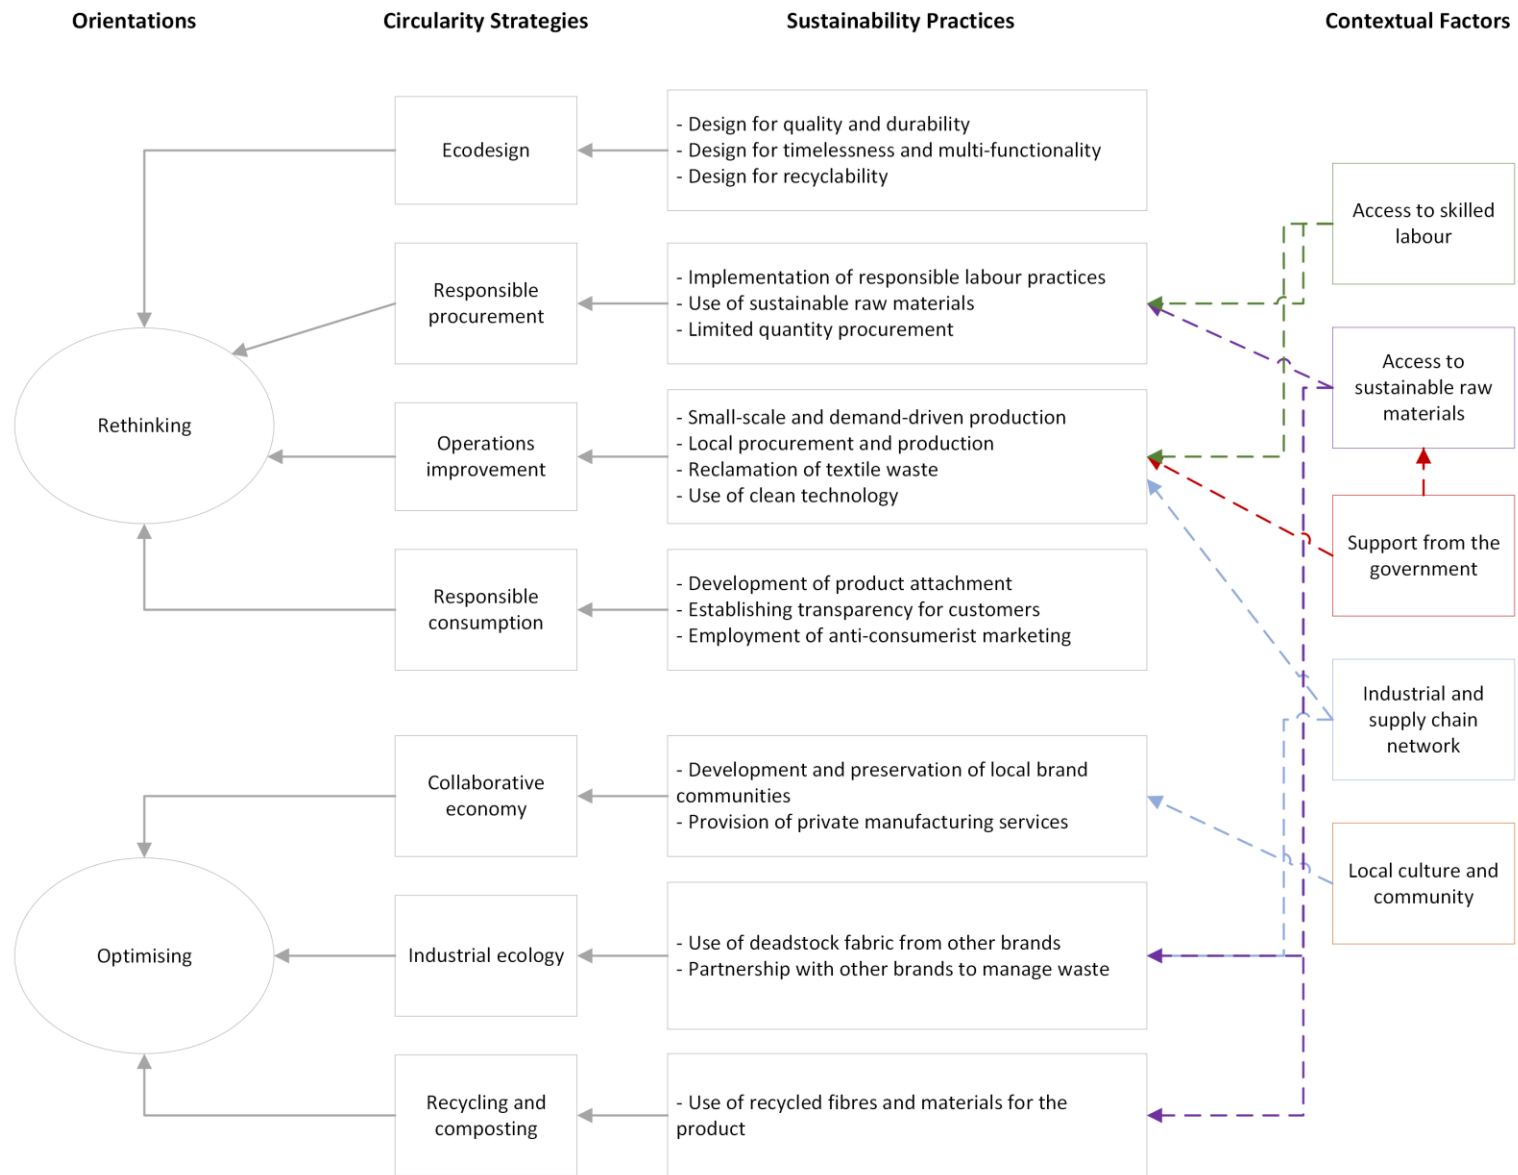 Orientations
Circularity Strategies
Sustainability Practices
Contextual Factors
Ecodesign
- Design for quality and durability
- Design for timelessness and multi-functionality
- Design for recyclability
Access to skilled
labour
Responsible
procurement
- Implementation of responsible labour practices
- Use of sustainable raw materials
- Limited quantity procurement
Access to
sustainable raw
materials
Rethinking
Operations
improvement
- Small-scale and demand-driven production
- Local procurement and production
- Reclamation of textile waste
- Use of clean technology
Support from the
government
Responsible
consumption
- Development of product attachment
- Establishing transparency for customers
- Employment of anti-consumerist marketing
Industrial and
supply chain
network
Collaborative
economy
- Development and preservation of local brand
communities
- Provision of private manufacturing services
Local culture and
community
Optimising
Industrial ecology
- Use of deadstock fabric from other brands
- Partnership with other brands to manage waste
Recycling and
composting
- Use of recycled fibres and materials for the
product